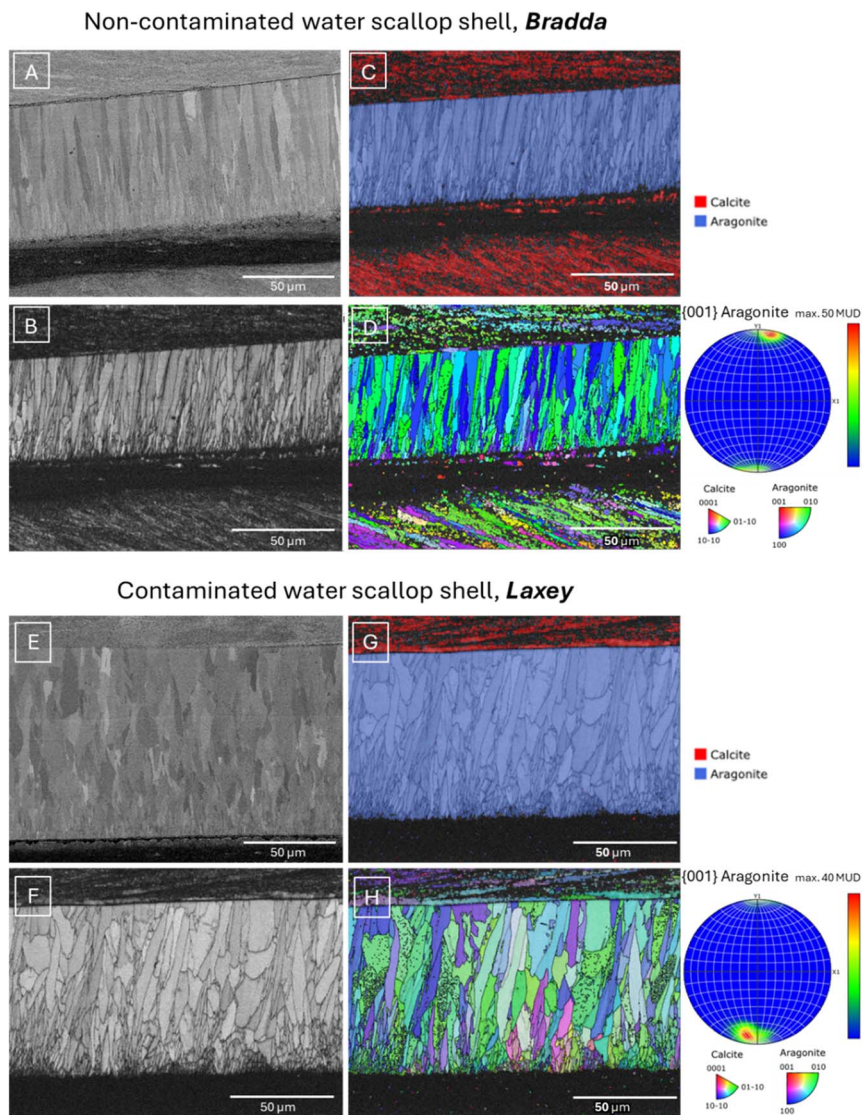 Non-contaminated water scallop shell, Bradda
A
50 µm
C
50 µm
Calcite
Aragonite
B
50 µm
D
50 µm
{001} Aragonite max. 50 MUD
Y1
X1
Calcite
0001
01-10
10-10
Aragonite
001 010
100
Contaminated water scallop shell, Laxey
E
50 µm
G
50 µm
Calcite
Aragonite
F
50 µm
H
50 µm
{001} Aragonite max. 40 MUD
Y1
X1
Calcite
0001
01-10
10-10
Aragonite
001 010
100